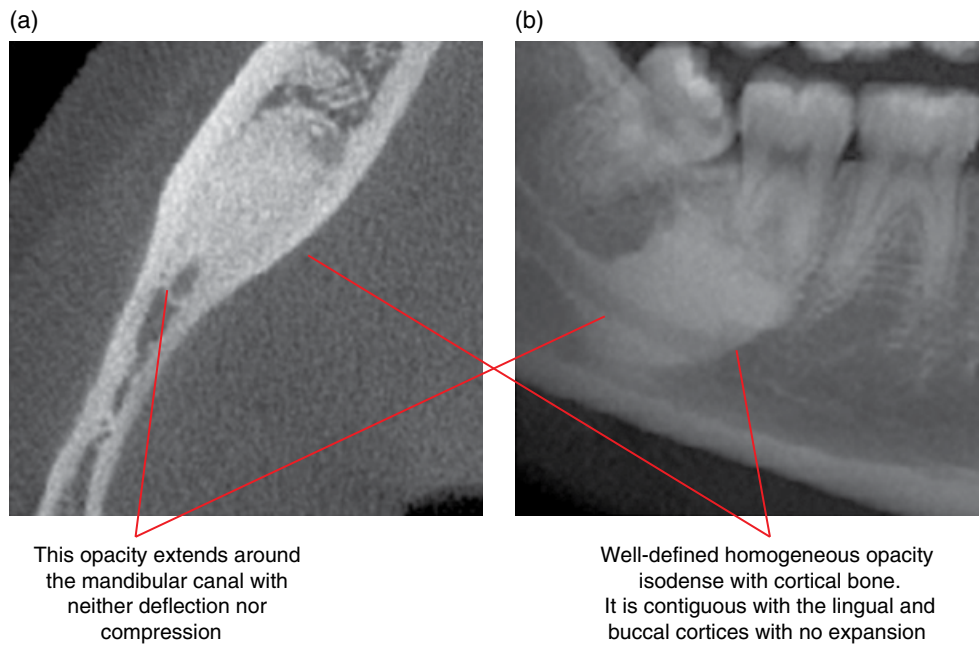 (a)
(b)
This opacity extends around
the mandibular canal with
neither deflection nor
compression
Well-defined homogeneous opacity
isodense with cortical bone.
It is contiguous with the lingual and
buccal cortices with no expansion